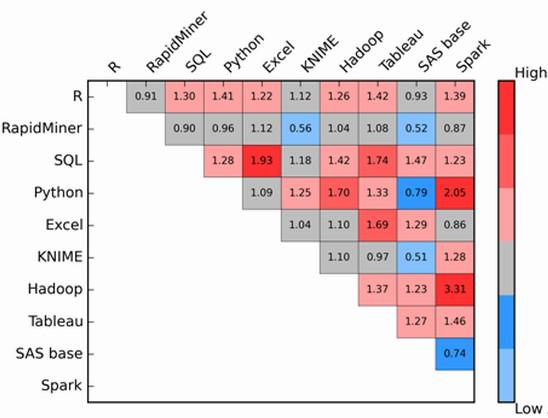 R RapidMiner SQL Python Excel KNIME Hadoop Tableau SAS base Spark
High
R 0.91 1.30 1.41 1.22 1.12 1.26 1.42 0.93 1.39
RapidMiner 0.90 0.96 1.12 0.56 1.04 1.08 0.52 0.87
SQL 1.28 1.93 1.18 1.42 1.74 1.47 1.23
Python 1.09 1.25 1.70 1.33 0.79 2.05
Excel 1.04 1.10 1.69 1.29 0.86
KNIME 1.10 0.97 0.51 1.28
Hadoop 1.37 1.23 3.31
Tableau 1.27 1.46
SAS base 0.74
Spark
Low